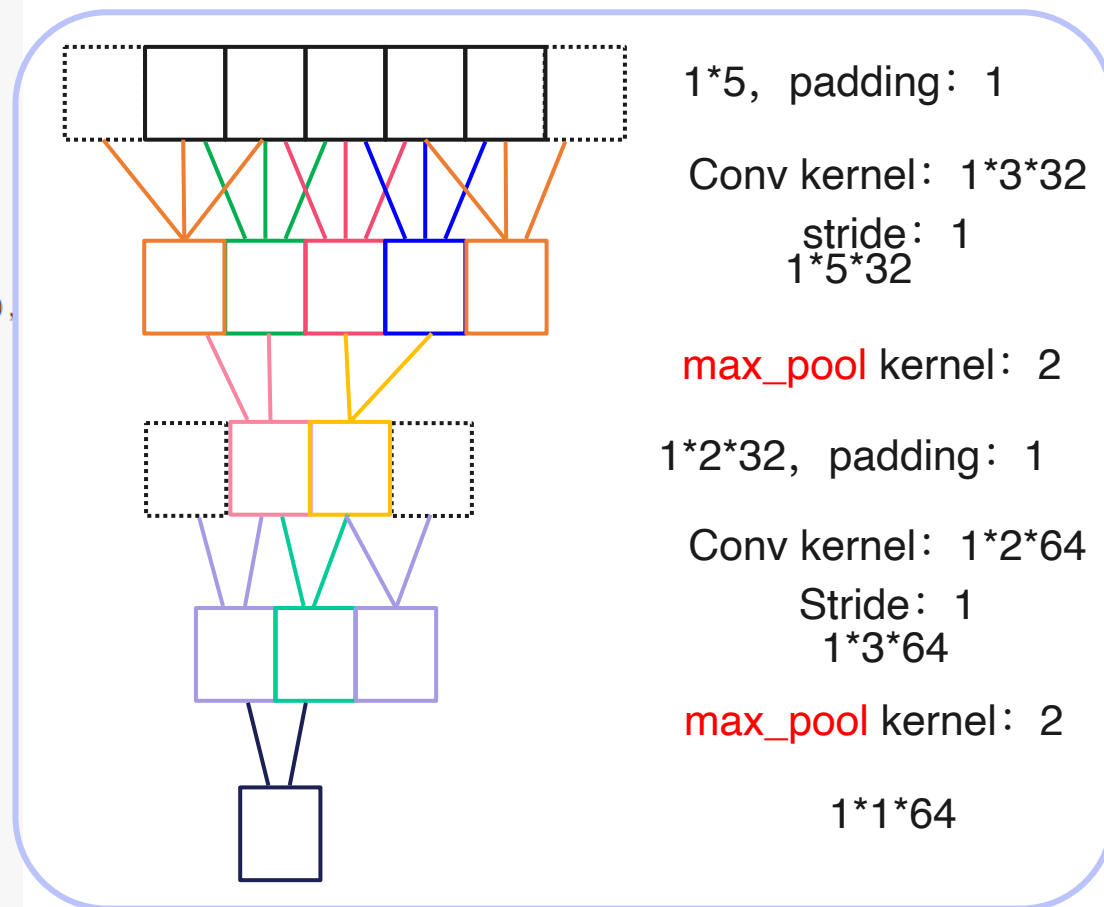 1*5，padding：1
Conv kernel：1*3*32
stride：1
1*5*32
max_pool kernel：2
1*2*32，padding：1
Conv kernel：1*2*64
Stride：1
1*3*64
max_pool kernel：2
1*1*64